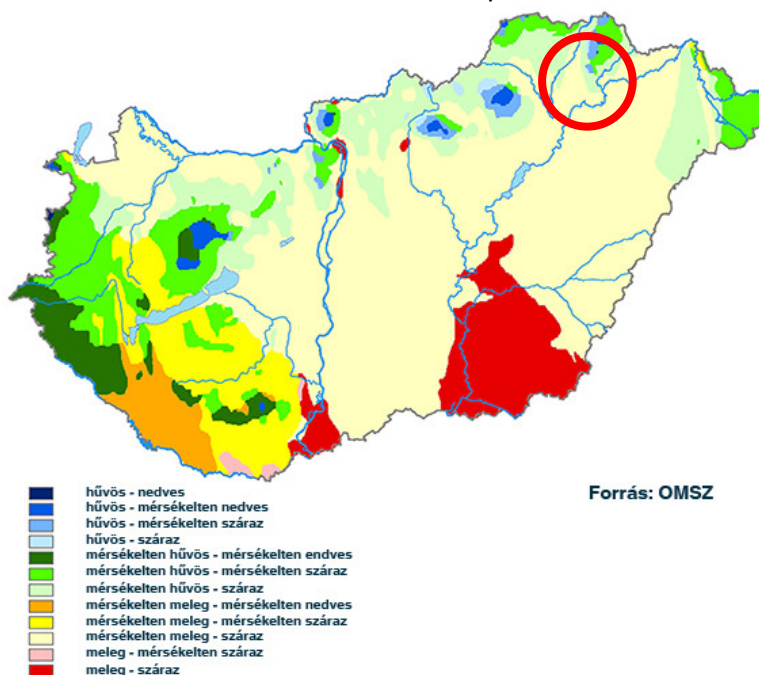 hűvös - nedves
hűvös - mérsékelten nedves
hűvös - mérsékelten száraz
hűvös - száraz
mérsékelten hűvös - mérsékelten endves
mérsékelten hűvös - mérsékelten száraz
mérsékelten hűvös - száraz
mérsékelten meleg - mérsékelten nedves
mérsékelten meleg - mérsékelten száraz
mérsékelten meleg - száraz
meleg - mérsékelten száraz
meleg - száraz
Forrás: OMSZ